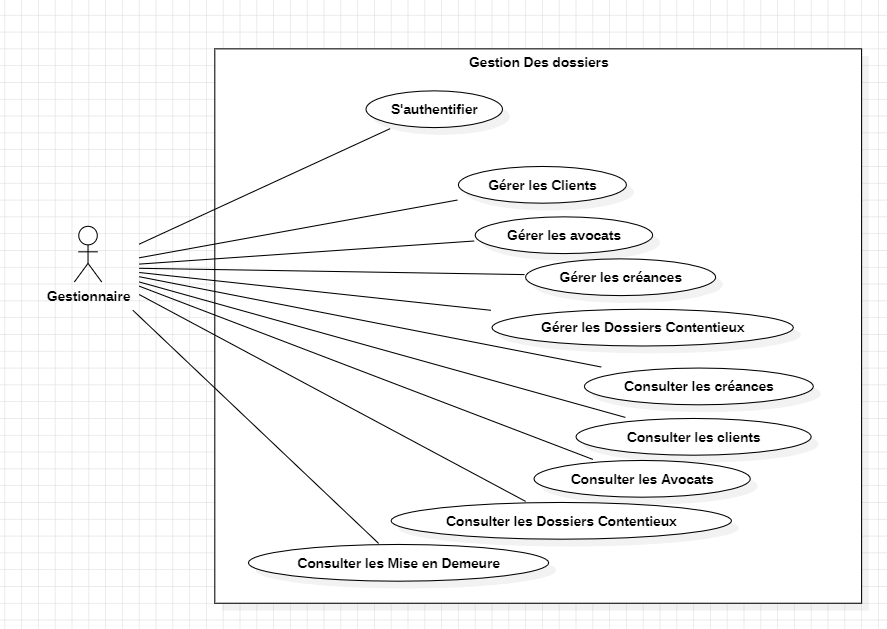 Gestion Des dossiers
S'authentifier
Gérer les Clients
Gérer les avocats
Gérer les créances
Gestionnaire
Gérer les Dossiers Contentieux
Consulter les créances
Consulter les clients
Consulter les Avocats
Consulter les Dossiers Contentieux
Consulter les Mise en Demeure